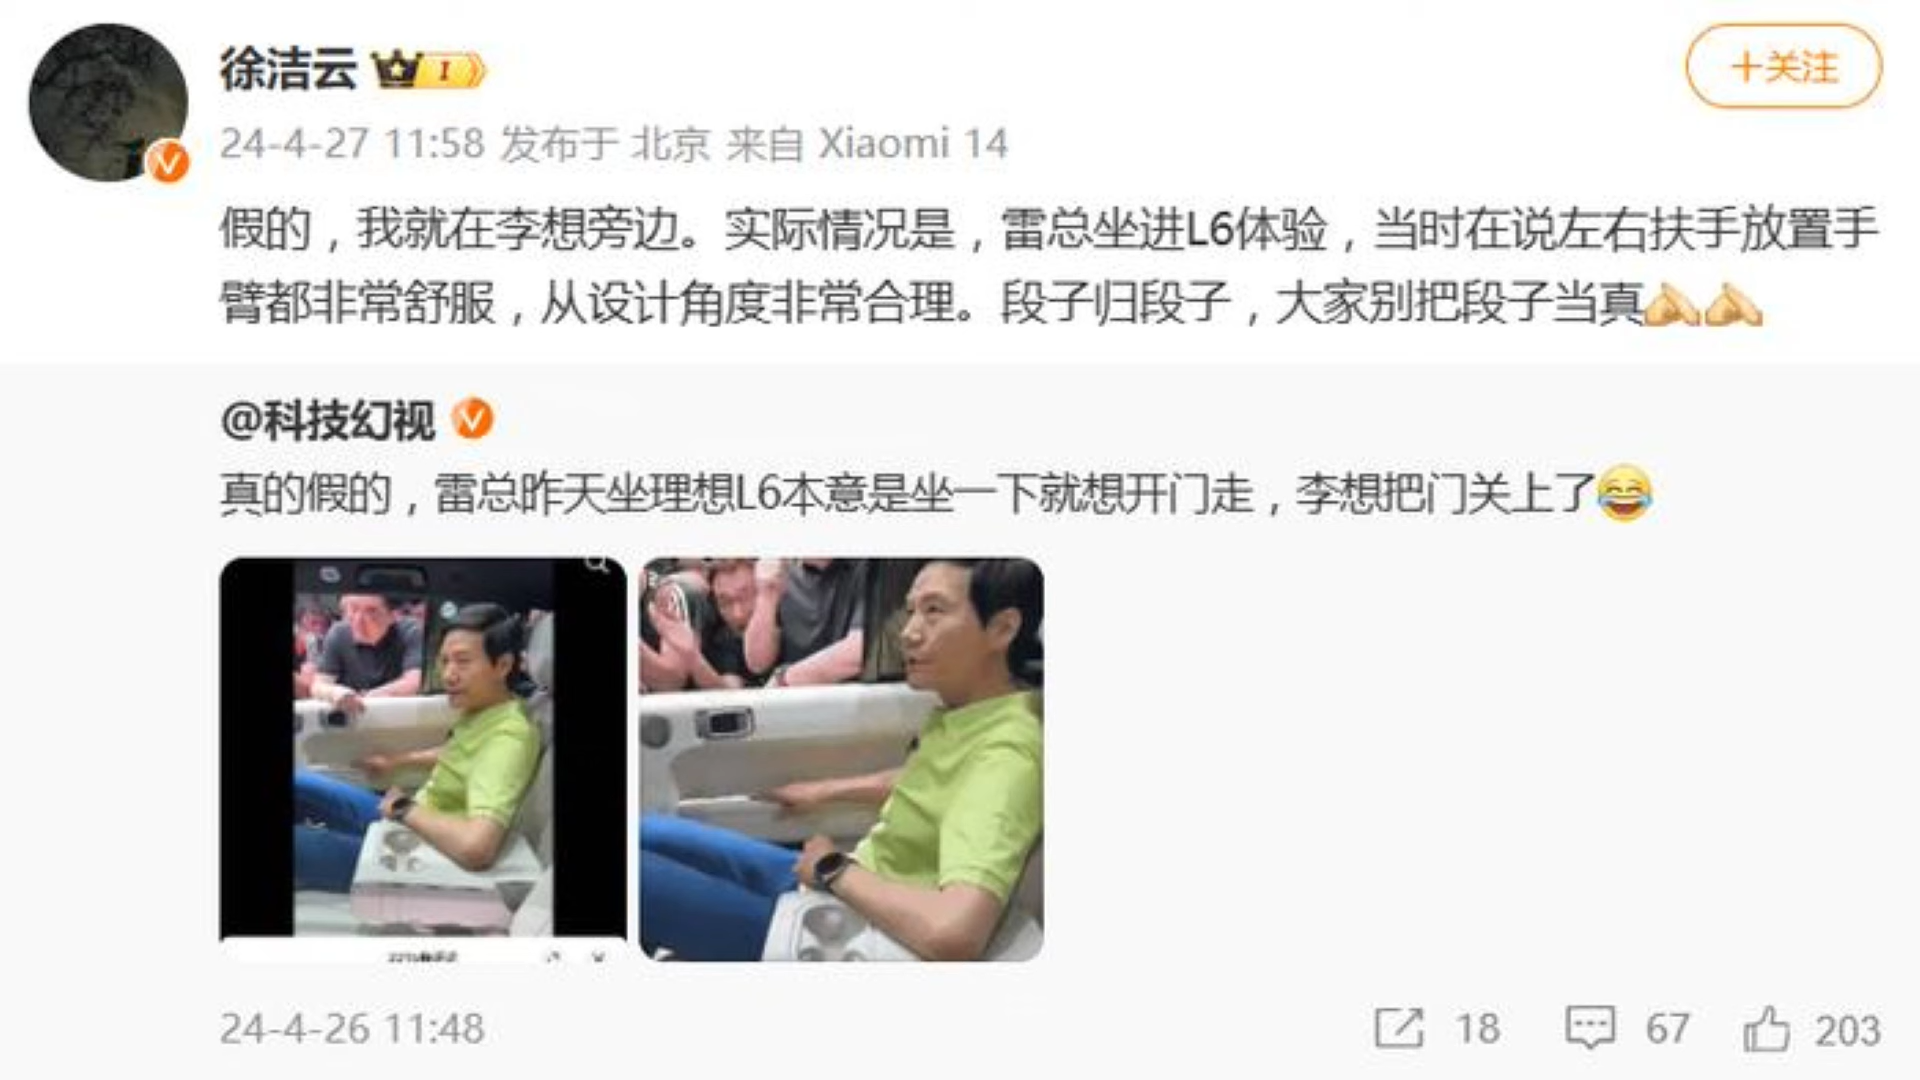 徐洁云
I
十关注
24-4-27 11:58 发布于 北京 来自 Xiaomi 14
假的，我就在李想旁边。实际情况是，雷总坐进L6体验，当时在说左右扶手放置手
臂都非常舒服，从设计角度非常合理。段子归段子，大家别把段子当真
@科技幻视
真的假的，雷总昨天坐理想L6本意是坐一下就想开门走，李想把门关上了
24-4-26 11:48
18
67
203